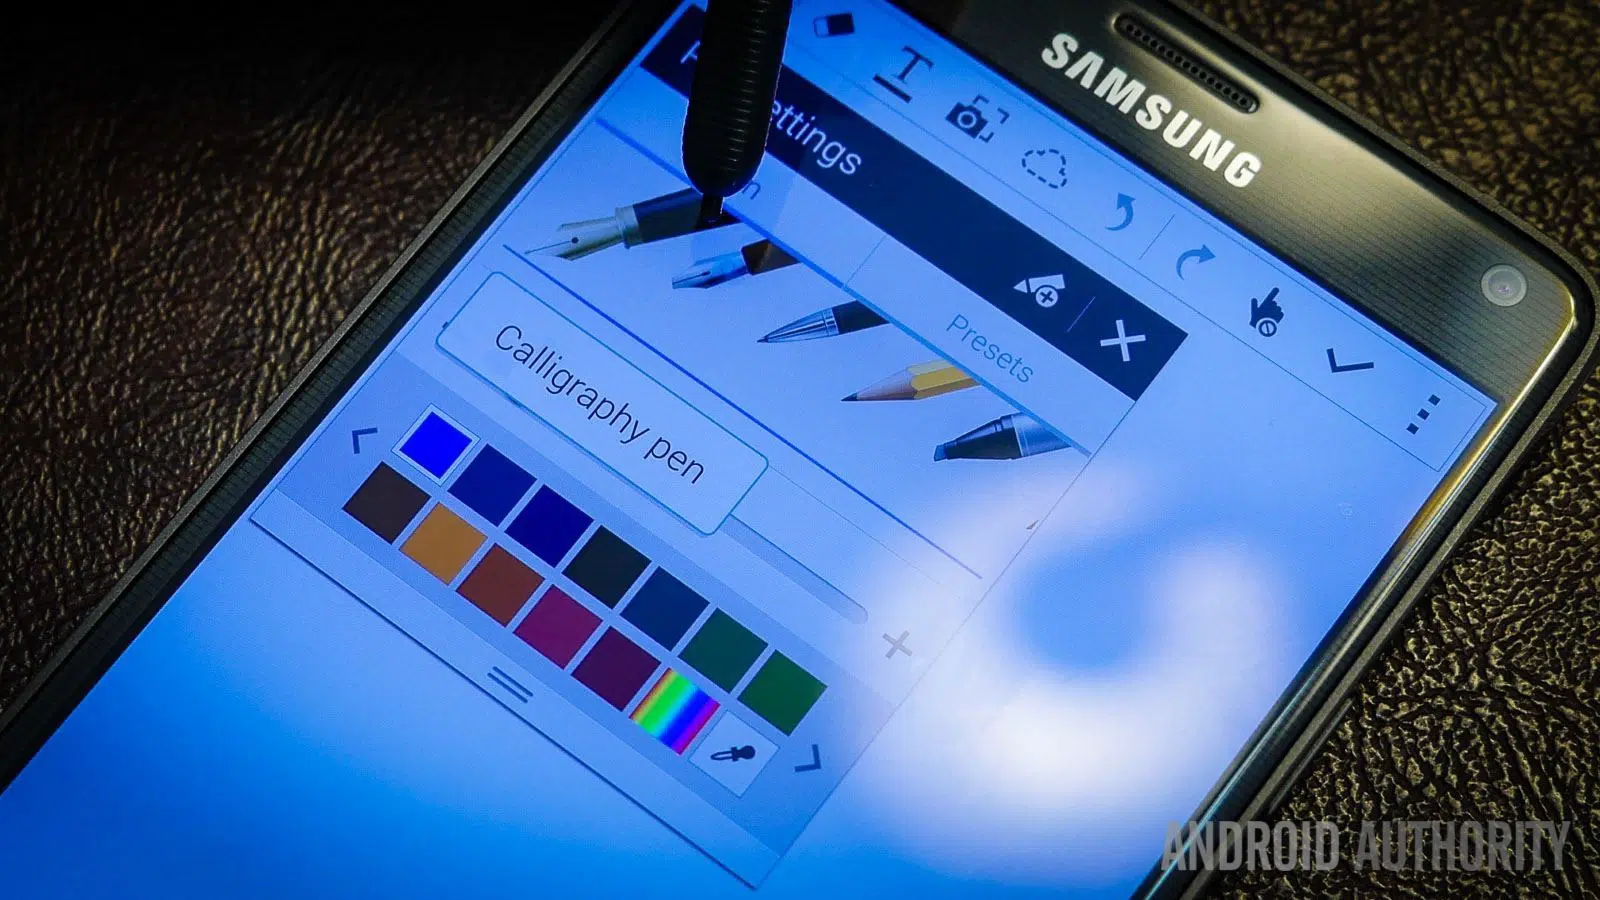 SAMSUNG
T
ettings
n
Presets
Calligraphy pen
ANDROID AUTHORITY